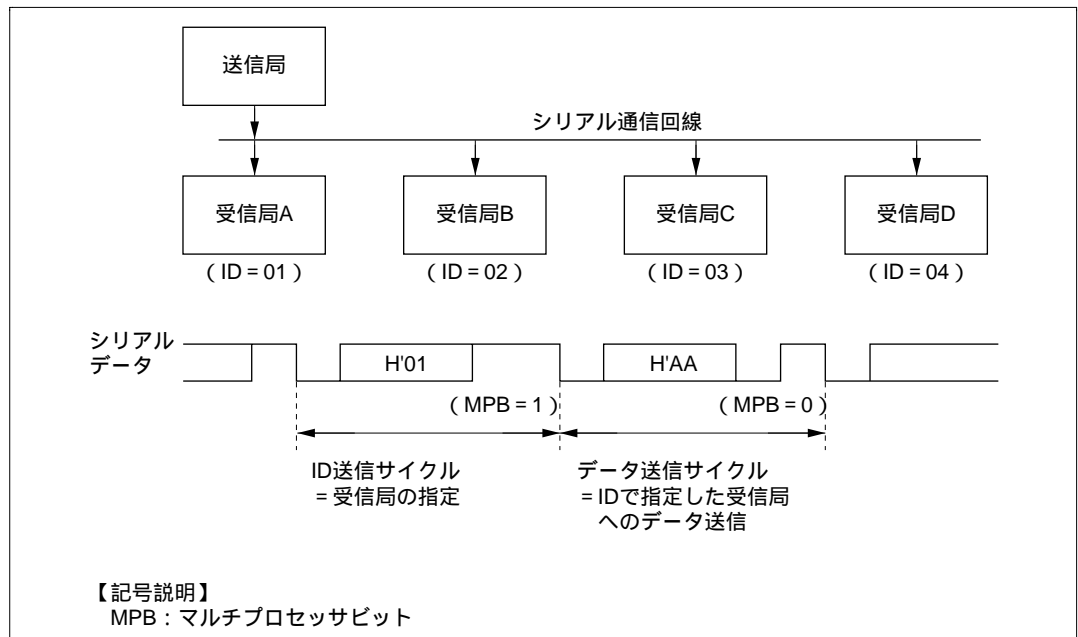 送信局
シリアル通信回線
受信局A
受信局B
受信局C
受信局D
（ID = 01）
（ID = 02）
（ID = 03）
（ID = 04）
シリアル
データ
H'01
H'AA
（MPB = 1）
（MPB = 0）
ID送信サイクル
= 受信局の指定
データ送信サイクル
= IDで指定した受信局
へのデータ送信
【記号説明】
MPB：マルチプロセッサビット